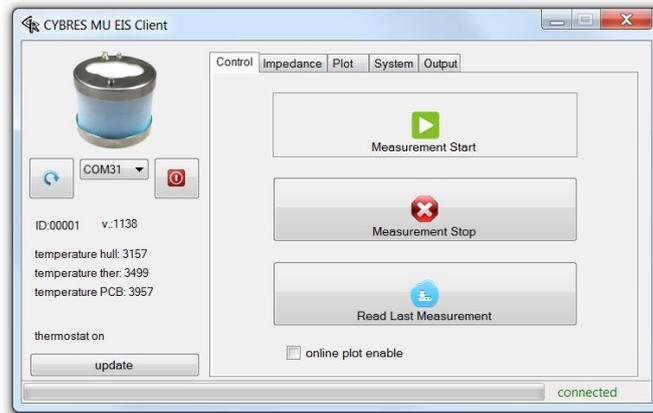 CYBRES MU EIS Client
Control Impedance Plot System Output
COM31
Measurement Start
Measurement Stop
ID:00001 v.:1138
temperature hull: 3157
temperature ther: 3499
temperature PCB: 3957
Read Last Measurement
thermostat on
online plot enable
update
connected